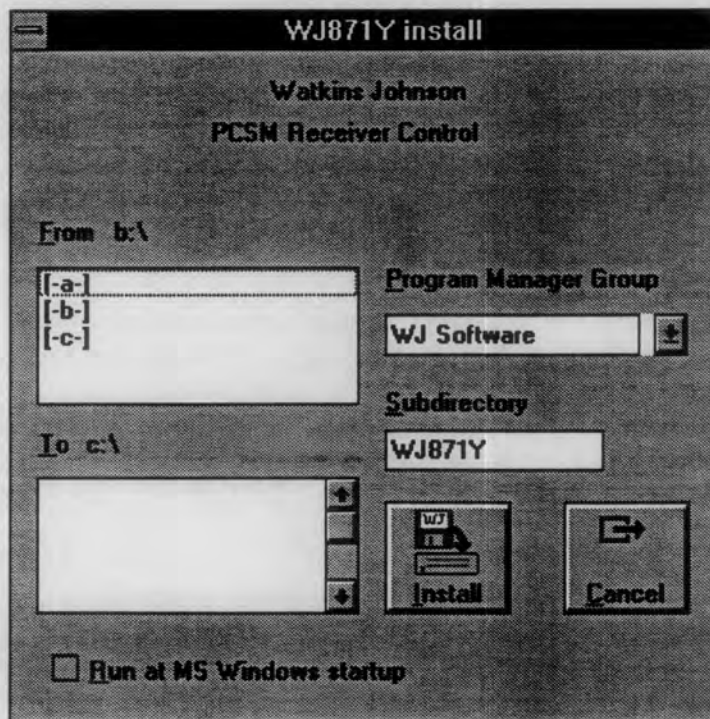 WJ871Y install
Watkins Johnson
PCSM Receiver Control
From b:\
[-a-]
[-b-]
[-c-]
Program Manager Group
WJ Software
Subdirectory
WJ871Y
To c:\
WJ
Install
Cancel
Run at MS Windows startup